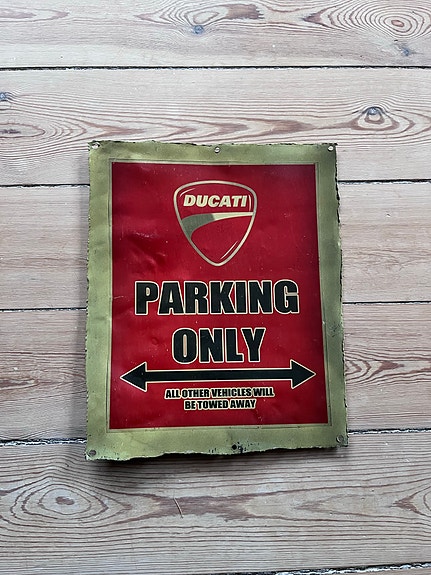 DUCATI
PARKING
ONLY
ALL OTHER VEHICLES WILL
BE TOWED AWAY